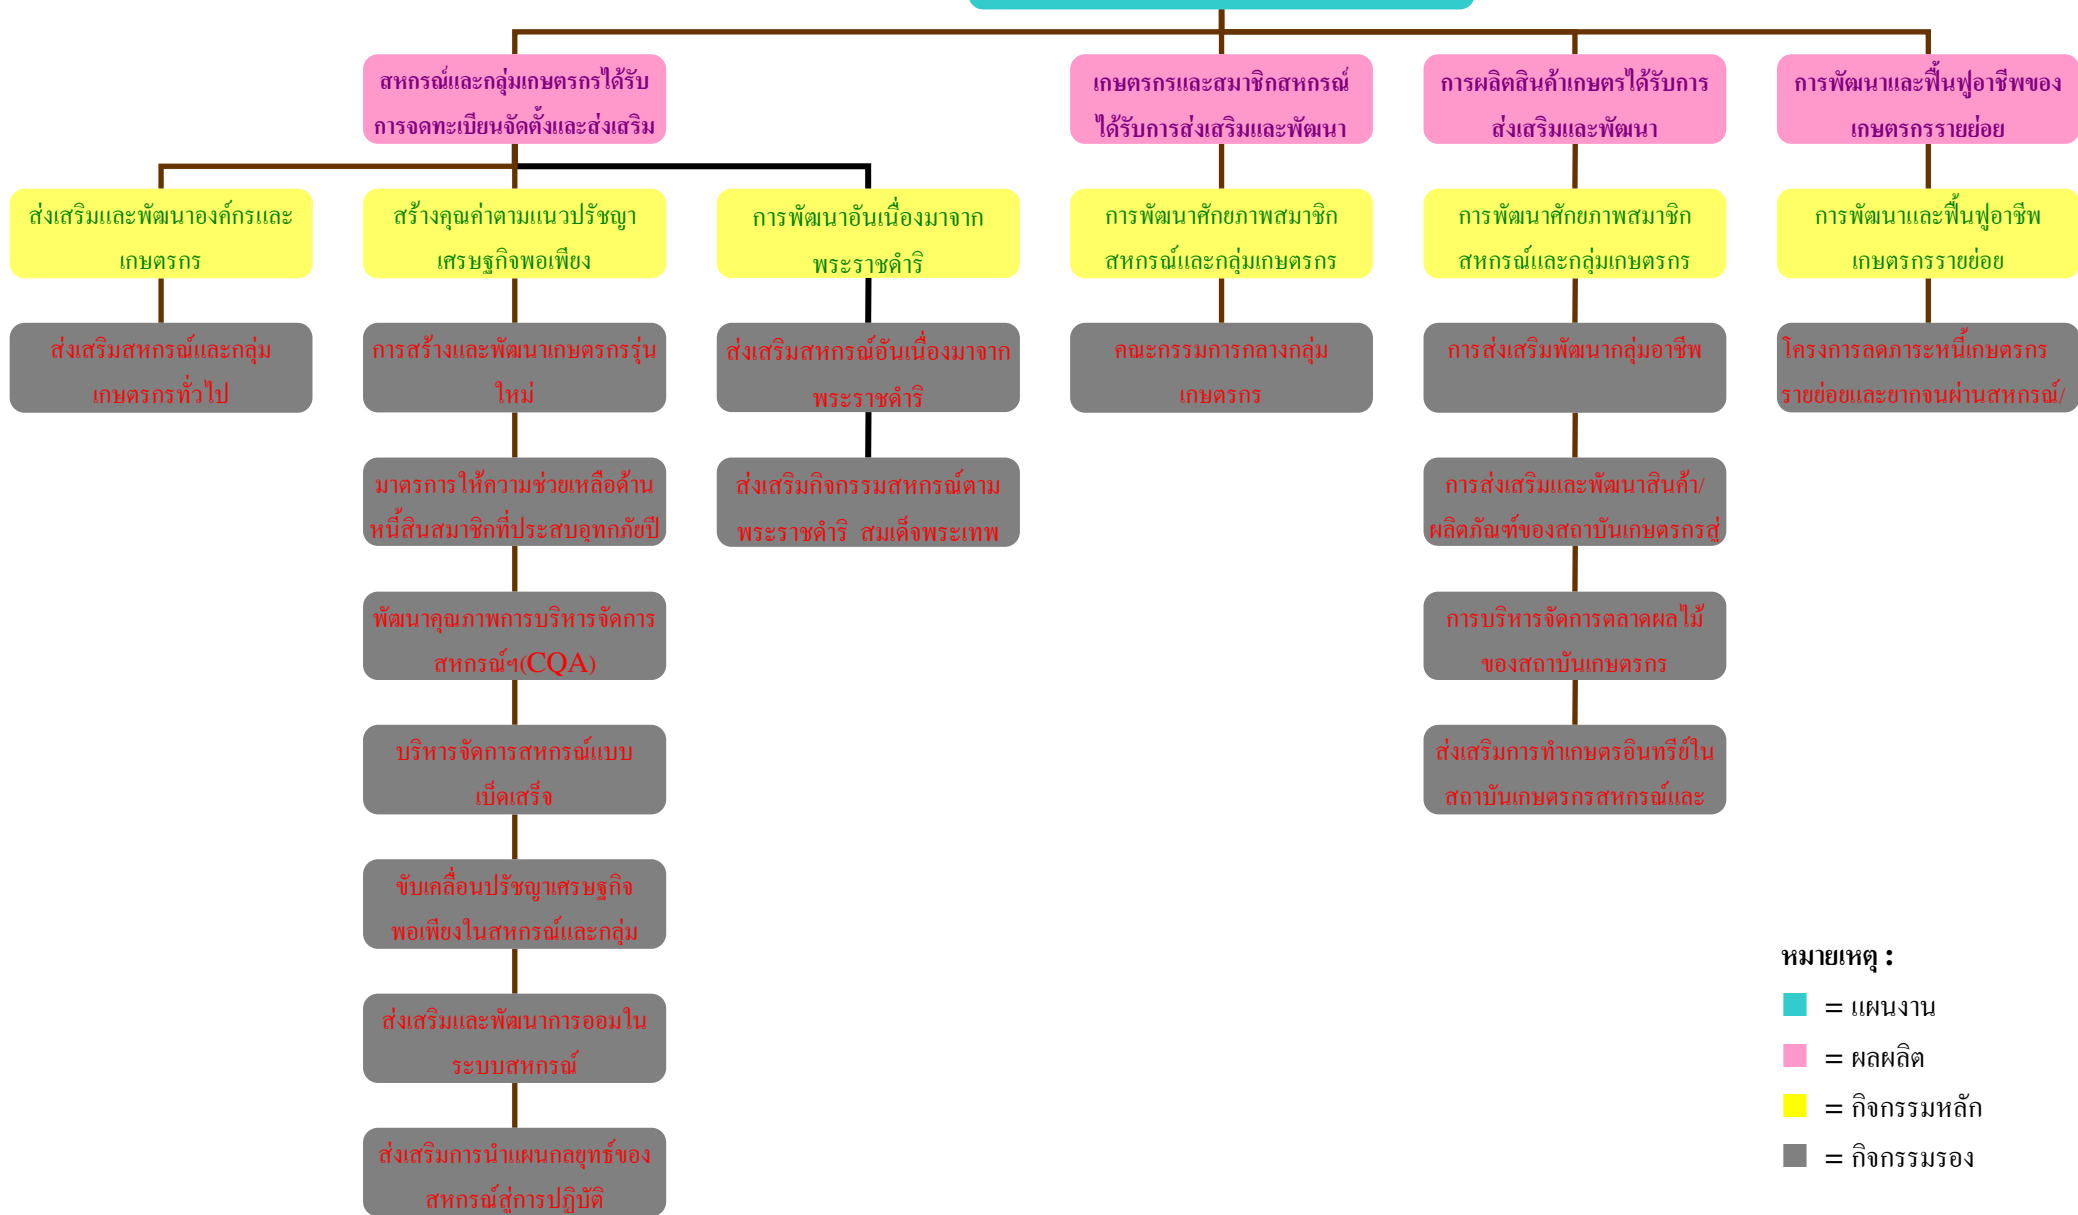 สหกรณ์และกลุ่มเกษตรกรได้รับ
การจดทะเบียนจัดตั้งและส่งเสริม
เกษตรกรและสมาชิกสหกรณ์
ได้รับการส่งเสริมและพัฒนา
การผลิตสินค้าเกษตรได้รับการ
ส่งเสริมและพัฒนา
การพัฒนาและฟื้นฟูอาชีพของ
เกษตรกรรายย่อย
ส่งเสริมและพัฒนาองค์กรและ
เกษตรกร
สร้างคุณค่าตามแนวปรัชญา
เศรษฐกิจพอเพียง
การพัฒนาอันเนื่องมาจาก
พระราชดำริ
การพัฒนาศักยภาพสมาชิก
สหกรณ์และกลุ่มเกษตรกร
การพัฒนาศักยภาพสมาชิก
สหกรณ์และกลุ่มเกษตรกร
การพัฒนาและฟื้นฟูอาชีพ
เกษตรกรรายย่อย
ส่งเสริมสหกรณ์และกลุ่ม
เกษตรกรทั่วไป
การสร้างและพัฒนาเกษตรกรรุ่น
ใหม่
ส่งเสริมสหกรณ์อันเนื่องมาจาก
พระราชดำริ
คณะกรรมการกลางกลุ่ม
เกษตรกร
การส่งเสริมพัฒนากลุ่มอาชีพ
โครงการลดภาระหนี้เกษตรกร
รายย่อยและยากจนผ่านสหกรณ์/
มาตรการให้ความช่วยเหลือด้าน
หนี้สินสมาชิกที่ประสบอุทกภัยปี
ส่งเสริมกิจกรรมสหกรณ์ตาม
พระราชดำริ สมเด็จพระเทพ
การส่งเสริมและพัฒนาสินค้า/
ผลิตภัณฑ์ของสถาบันเกษตรกรสู่
พัฒนาคุณภาพการบริหารจัดการ
สหกรณ์ฯ(CQA)
การบริหารจัดการตลาดผลไม้
ของสถาบันเกษตรกร
บริหารจัดการสหกรณ์แบบ
เบ็ดเสร็จ
ส่งเสริมการทำเกษตรอินทรีย์ใน
สถาบันเกษตรกรสหกรณ์และ
ขับเคลื่อนปรัชญาเศรษฐกิจ
พอเพียงในสหกรณ์และกลุ่ม
ส่งเสริมและพัฒนาการออมใน
ระบบสหกรณ์
ส่งเสริมการนำแผนกลยุทธ์ของ
สหกรณ์สู่การปฏิบัติ
หมายเหตุ :
= แผนงาน
= ผลผลิต
= กิจกรรมหลัก
= กิจกรรมรอง